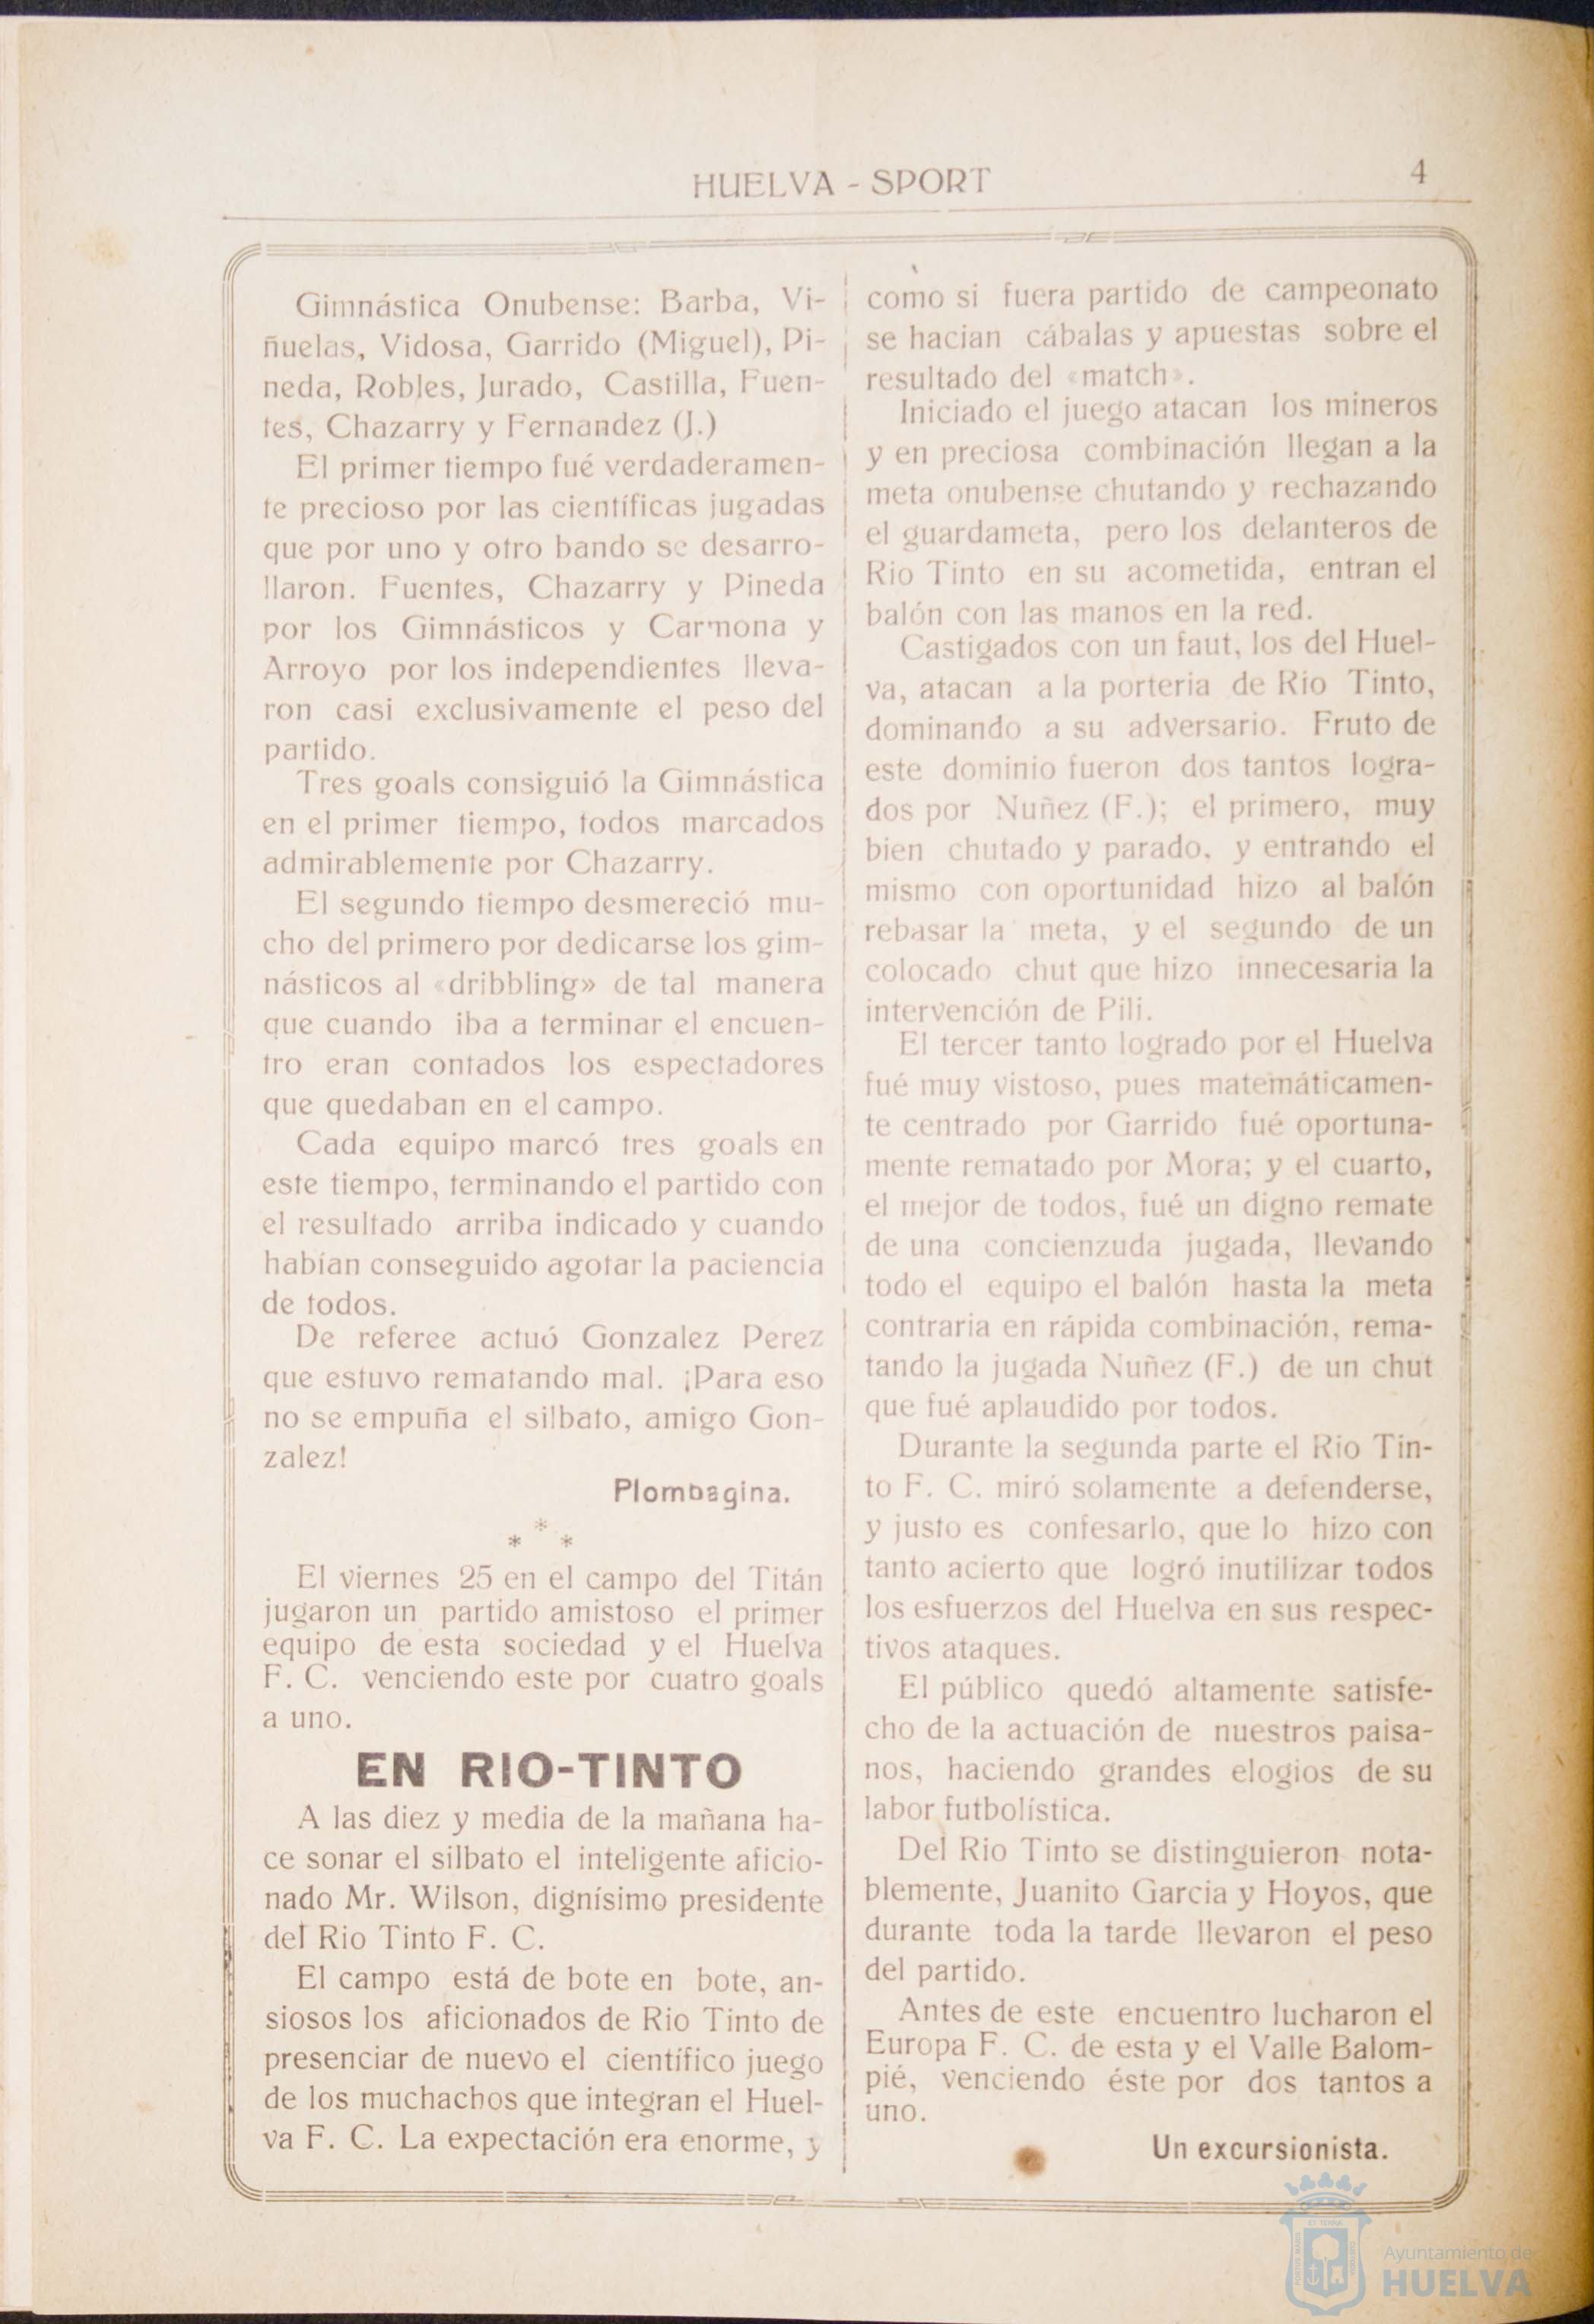 HUELVA - SPORT
4
Gimnástica Onubense: Barba, Vi-
ñuelas, Vidosa, Garrido (Miguel), Pi-
neda, Robles, Jurado, Castilla, Fuen-
tes, Chazarry y Fernandez (J.)
El primer tiempo fué verdaderamen-
te precioso por las científicas jugadas
que por uno y otro bando se desarro-
llaron. Fuentes, Chazarry y Pineda
por los Gimnásticos y Carmona y
Arroyo por los independientes lleva-
ron casi exclusivamente el peso del
partido.
Tres goals consiguió la Gimnástica
en el primer tiempo, todos marcados
admirablemente por Chazarry.
El segundo tiempo desmereció mu-
cho del primero por dedicarse los gim-
násticos al «dribbling» de tal manera
que cuando iba a terminar el encuen-
tro eran contados los espectadores
que quedaban en el campo.
Cada equipo marcó tres goals en
este tiempo, terminando el partido con
el resultado arriba indicado y cuando
habían conseguido agotar la paciencia
de todos.
De referee actuó Gonzalez Perez
que estuvo rematando mal. ¡Para eso
no se empuña el silbato, amigo Gon-
zalez!
Plombagina.
* * *
El viernes 25 en el campo del Titán
jugaron un partido amistoso el primer
equipo de esta sociedad y el Huelva
F. C. venciendo este por cuatro goals
a uno.
EN RIO-TINTO
A las diez y media de la mañana ha-
ce sonar el silbato el inteligente aficio-
nado Mr. Wilson, dignísimo presidente
del Rio Tinto F. C.
El campo está de bote en bote, an-
siosos los aficionados de Rio Tinto de
presenciar de nuevo el científico juego
de los muchachos que integran el Huel-
va F. C. La expectación era enorme, y
como si fuera partido de campeonato
se hacian cábalas y apuestas sobre el
resultado del «match».
Iniciado el juego atacan los mineros
y en preciosa combinación llegan a la
meta onubense chutando y rechazando
el guardameta, pero los delanteros de
Rio Tinto en su acometida, entran el
balón con las manos en la red.
Castigados con un faut, los del Huel-
va, atacan a la porteria de Rio Tinto,
dominando a su adversario. Fruto de
este dominio fueron dos tantos logra-
dos por Nuñez (F.); el primero, muy
bien chutado y parado, y entrando el
mismo con oportunidad hizo al balón
rebasar la meta, y el segundo de un
colocado chut que hizo innecesaria la
intervención de Pili.
El tercer tanto logrado por el Huelva
fué muy vistoso, pues matemáticamen-
te centrado por Garrido fué oportuna-
mente rematado por Mora; y el cuarto,
el mejor de todos, fué un digno remate
de una concienzuda jugada, llevando
todo el equipo el balón hasta la meta
contraria en rápida combinación, rema-
tando la jugada Nuñez (F.) de un chut
que fué aplaudido por todos.
Durante la segunda parte el Rio Tin-
to F. C. miró solamente a defenderse,
y justo es confesarlo, que lo hizo con
tanto acierto que logró inutilizar todos
los esfuerzos del Huelva en sus respec-
tivos ataques.
El público quedó altamente satisfe-
cho de la actuación de nuestros paisa-
nos, haciendo grandes elogios de su
labor futbolística.
Del Rio Tinto se distinguieron nota-
blemente, Juanito Garcia y Hoyos, que
durante toda la tarde llevaron el peso
del partido.
Antes de este encuentro lucharon el
Europa F. C. de esta y el Valle Balom-
pié, venciendo éste por dos tantos a
uno.
Un excursionista.
Ayuntamiento de
HUELVA